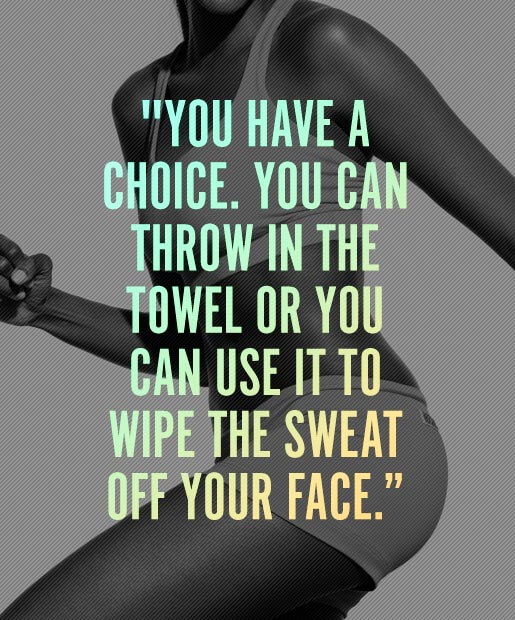 "YOU HAVE A
CHOICE. YOU CAN
THROW IN THE
TOWEL OR YOU
CAN USE IT TO
WIPE THE SWEAT
OFF YOUR FACE.”